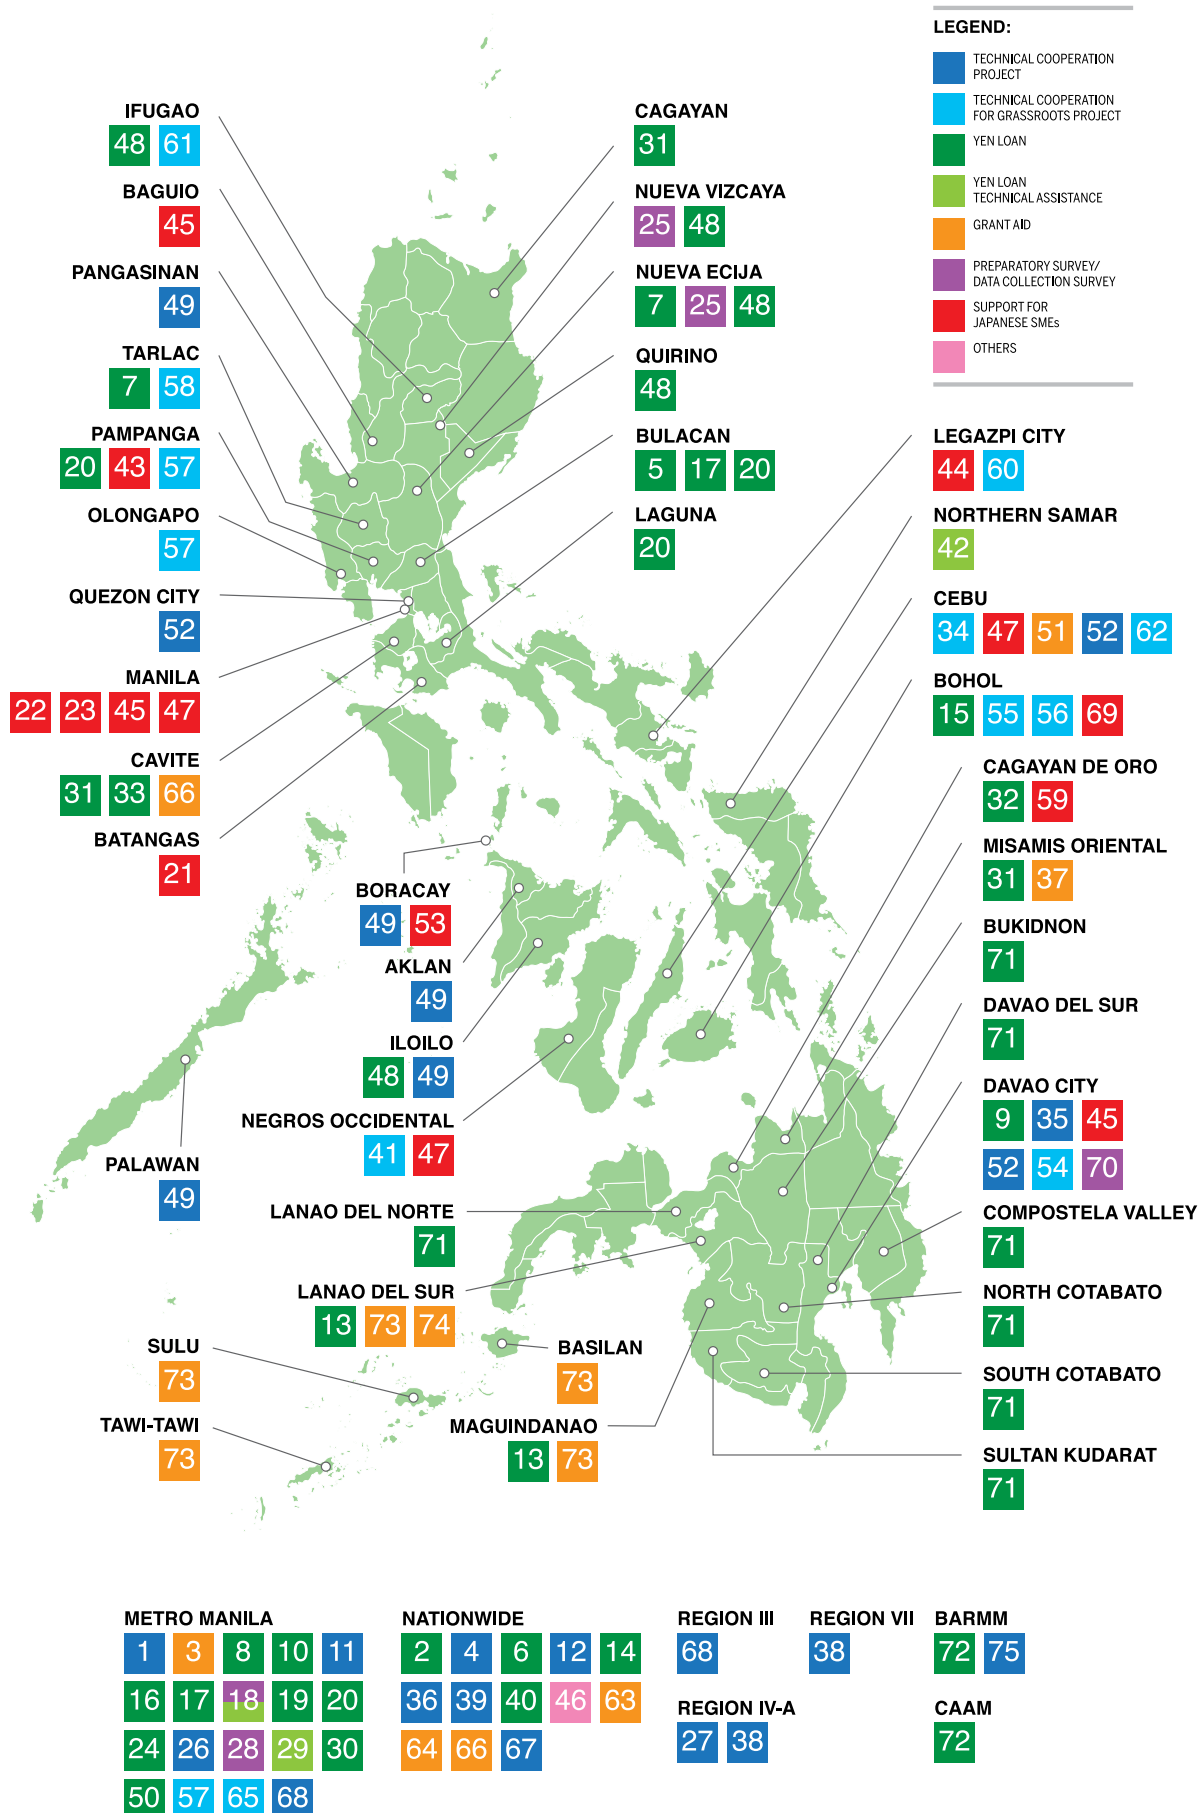 LEGEND:
TECHNICAL COOPERATION
PROJECT
TECHNICAL COOPERATION
FOR GRASSROOTS PROJECT
YEN LOAN
YEN LOAN
TECHNICAL ASSISTANCE
GRANT AID
PREPARATORY SURVEY/
DATA COLLECTION SURVEY
SUPPORT FOR
JAPANESE SMEs
OTHERS
IFUGAO
48 61
BAGUIO
45
PANGASINAN
49
TARLAC
7 58
PAMPANGA
20 43 57
OLONGAPO
57
QUEZON CITY
52
MANILA
22 23 45 47
CAVITE
31 33 66
BATANGAS
21
CAGAYAN
31
NUEVA VIZCAYA
25 48
NUEVA ECIJA
7 25 48
QUIRINO
48
BULACAN
5 17 20
LAGUNA
20
LEGAZPI CITY
44 60
NORTHERN SAMAR
42
CEBU
34 47 51 52 62
BOHOL
15 55 56 69
CAGAYAN DE ORO
32 59
MISAMIS ORIENTAL
31 37
BUKIDNON
71
DAVAO DEL SUR
71
DAVAO CITY
9 35 45
52 54 70
COMPOSTELA VALLEY
71
NORTH COTABATO
71
SOUTH COTABATO
71
SULTAN KUDARAT
71
BORACAY
49 53
AKLAN
49
ILOILO
48 49
NEGROS OCCIDENTAL
41 47
PALAWAN
49
LANAO DEL NORTE
71
LANAO DEL SUR
13 73 74
SULU
73
BASILAN
73
TAWI-TAWI
73
MAGUINDANAO
13 73
METRO MANILA
1 3 8 10 11
16 17 18 19 20
24 26 28 29 30
50 57 65 68
NATIONWIDE
2 4 6 12 14
36 39 40 46 63
64 66 67
REGION III
68
REGION VII
38
BARMM
72 75
REGION IV-A
27 38
CAAM
72